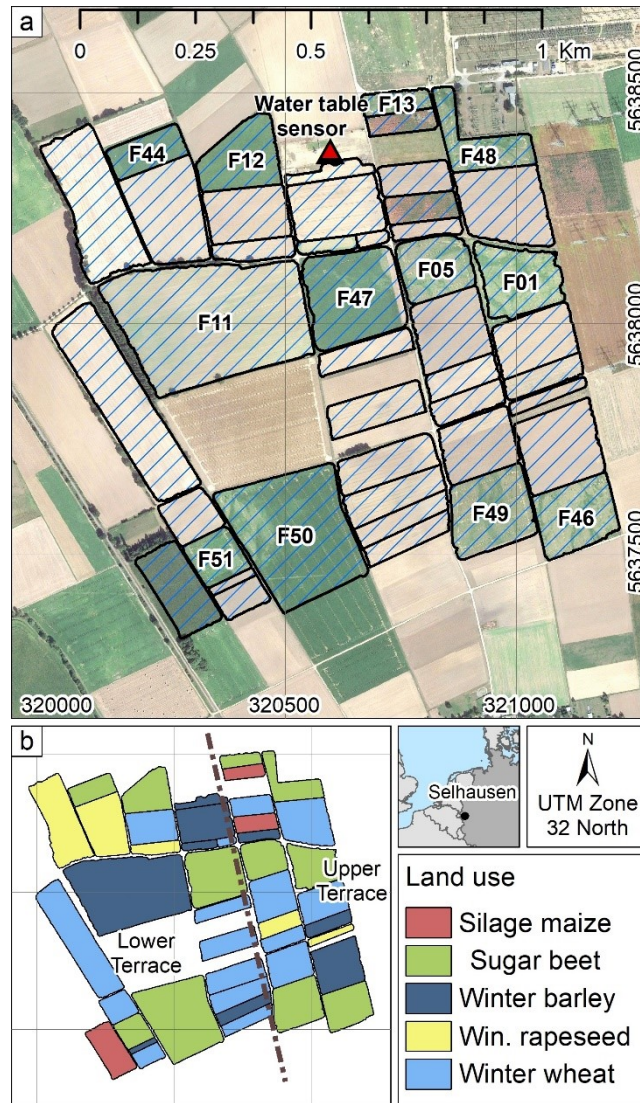 a
0 0.25 0.5 1 Km
Water table
sensor
F13
F44
F12
F48
F11
F47
F05
F01
F50
F51
F49
F46
5638500
5638000
5637500
320000 320500 321000
b
Upper
Terrace
Lower
Terrace
Selhausen
N
UTM Zone
32 North
Land use
Silage maize
Sugar beet
Winter barley
Win. rapeseed
Winter wheat